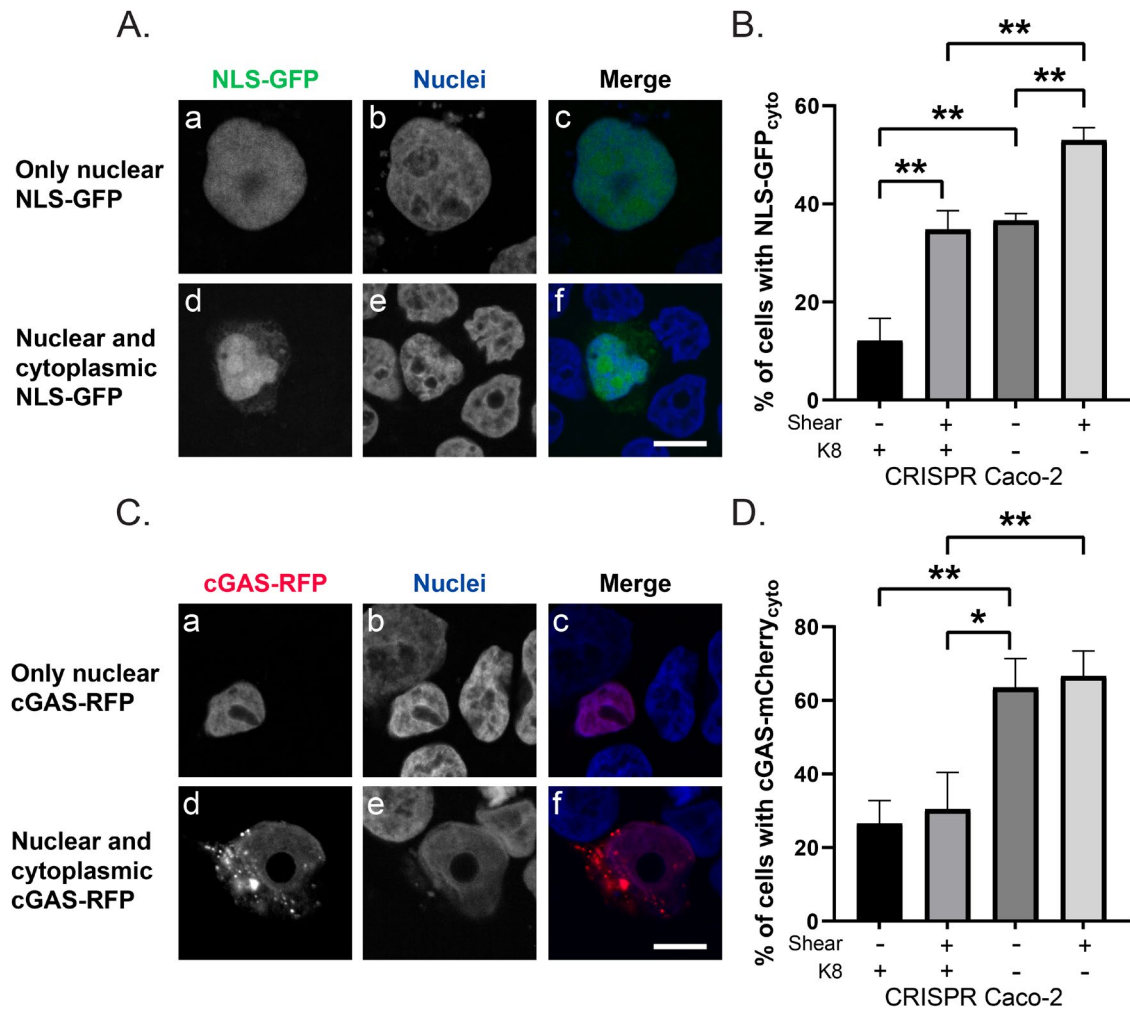 A.
NLS-GFP Nuclei Merge
Only nuclear
NLS-GFP
a b c
Nuclear and
cytoplasmic
NLS-GFP
d e f
B.
% of cells with NLS-GFPcyto
** **
** **
60
40
20
0
Shear - + - +
K8 + + - -
CRISPR Caco-2
C.
cGAS-RFP Nuclei Merge
Only nuclear
cGAS-RFP
a b c
Nuclear and
cytoplasmic
cGAS-RFP
d e f
D.
% of cells with cGAS-mCherrycyto
**
**
*
80
60
40
20
0
Shear - + - +
K8 + + - -
CRISPR Caco-2